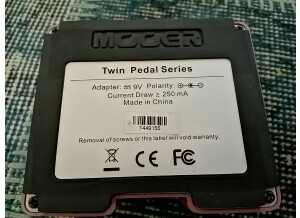 MOOER
Twin Pedal Series
Adapter: 9V Polarity:
Current Draw ≥ 250 mA
Made in China
Removal of screws or this label will void warranty.
CE FC